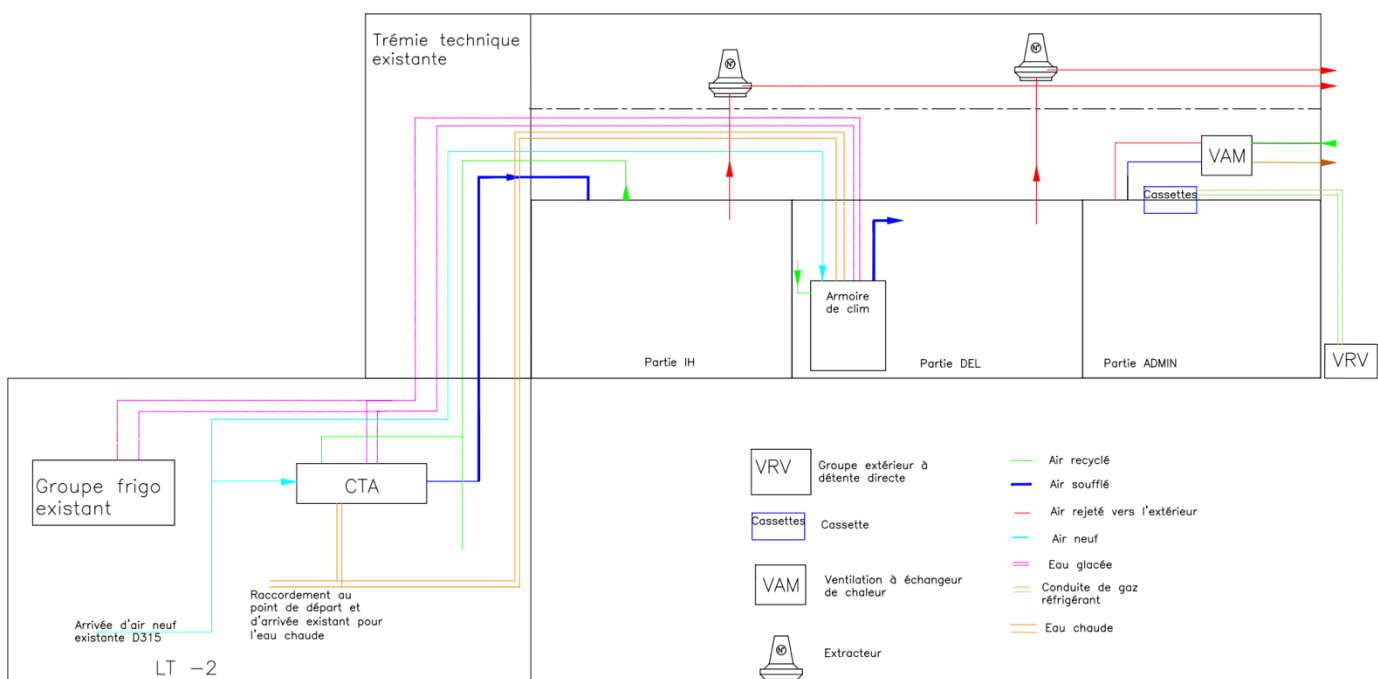 Trémie technique
existante
N°
N°
VAM
Cassettes
Armoire
de clim
Partie IH
Partie DEL
Partie ADMIN
VRV
Groupe frigo
existant
CTA
Raccordement au
point de départ et
d'arrivée existant pour
l'eau chaude
Arrivée d'air neuf
existante D315
LT -2
VRV
Groupe extérieur à
détente directe
Cassettes
Cassette
VAM
Ventilation à échangeur
de chaleur
N°
Extracteur
Air recyclé
Air soufflé
Air rejeté vers l'extérieur
Air neuf
Eau glacée
Conduite de gaz
réfrigérant
Eau chaude